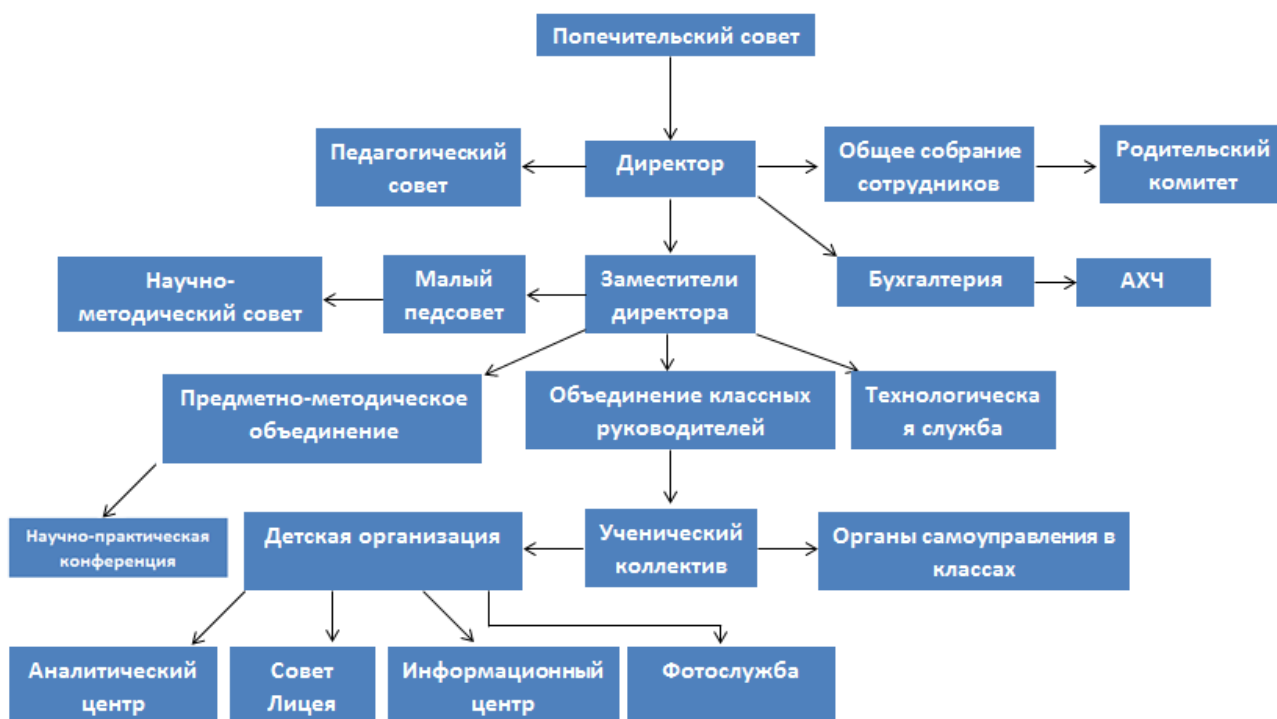 Попечительский совет
Педагогический
совет
Директор
Общее собрание
сотрудников
Родительский
комитет
Научно-
методический совет
Малый
педсовет
Заместители
директора
Бухгалтерия
АХЧ
Предметно-методическое
объединение
Объединение классных
руководителей
Технологическа
я служба
Научно-практическая
конференция
Детская организация
Ученический
коллектив
Органы самоуправления в
классах
Аналитический
центр
Совет
Лицея
Информационный
центр
Фотослужба